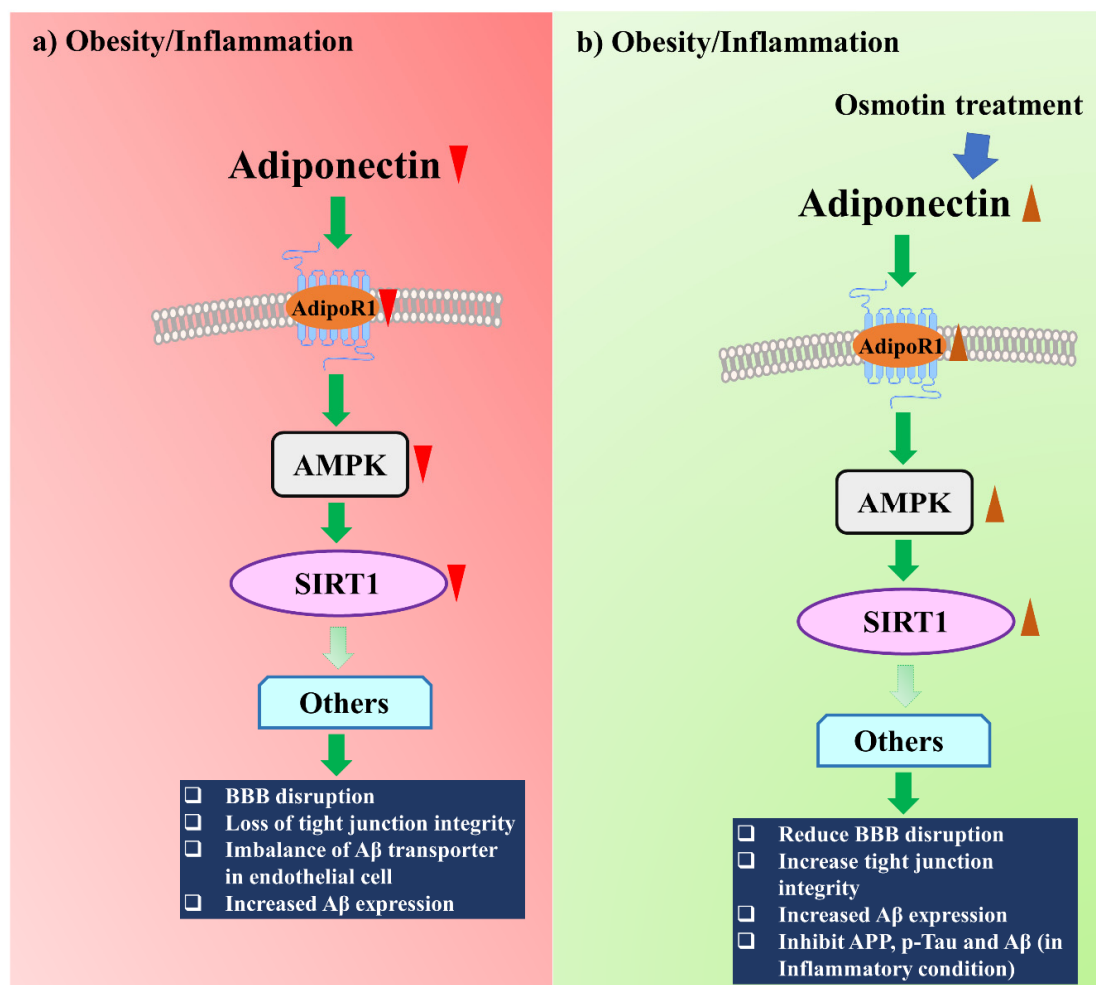 a) Obesity/Inflammation
Adiponectin
AdipoR1
AMPK
SIRT1
Others
❑ BBB disruption
❑ Loss of tight junction integrity
❑ Imbalance of Aβ transporter
in endothelial cell
❑ Increased Aβ expression
b) Obesity/Inflammation
Osmotin treatment
Adiponectin
AdipoR1
AMPK
SIRT1
Others
❑ Reduce BBB disruption
❑ Increase tight junction
integrity
❑ Increased Aβ expression
❑ Inhibit APP, p-Tau and Aβ (in
Inflammatory condition)